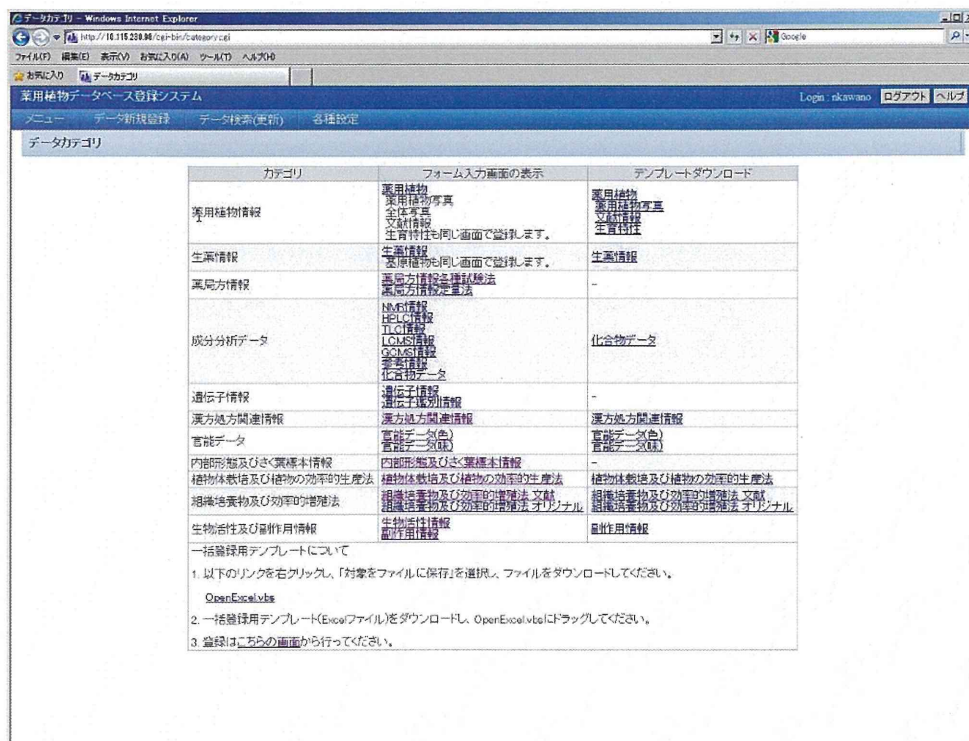 データカテゴリ - Windows Internet Explorer
http://10.115.230.98/cgi-bin/category.cgi
Google
ファイル(F) 編集(E) 表示(V) お気に入り(A) ツール(T) ヘルプ(H)
お気に入り データカテゴリ
薬用植物データベース登録システム Login: nkawano ログアウト ヘルプ
メニュー データ新規登録 データ検索(更新) 各種設定
データカテゴリ
カテゴリ フォーム入力画面の表示 テンプレートダウンロード
薬用植物情報
薬用植物
薬用植物写真
全体写真
文献情報
生育特性も同じ画面で登録します。
薬用植物
薬用植物写真
文献情報
生育特性
生薬情報
生薬情報
基原植物も同じ画面で登録します。
生薬情報
薬局方情報
薬局方情報各種試験法
薬局方情報定量法
-
成分分析データ
NMR情報
HPLC情報
TLC情報
LCMS情報
GCMS情報
参考情報
化合物データ
化合物データ
遺伝子情報
遺伝子情報
遺伝子鑑別情報
-
漢方処方関連情報 漢方処方関連情報 漢方処方関連情報
官能データ
官能データ(色)
官能データ(味)
官能データ(色)
官能データ(味)
内部形態及びさく葉標本情報 内部形態及びさく葉標本情報 -
植物体栽培及び植物の効率的生産法 植物体栽培及び植物の効率的生産法 植物体栽培及び植物の効率的生産法
組織培養物及び効率的増殖法
組織培養物及び効率的増殖法 文献
組織培養物及び効率的増殖法 オリジナル
組織培養物及び効率的増殖法 文献
組織培養物及び効率的増殖法 オリジナル
生物活性及び副作用情報
生物活性情報
副作用情報
副作用情報
一括登録用テンプレートについて
1. 以下のリンクを右クリックし、「対象をファイルに保存」を選択し、ファイルをダウンロードしてください。
OpenExcel.vbs
2. 一括登録用テンプレート(Excelファイル)をダウンロードし、OpenExcel.vbsにドラッグしてください。
3. 登録はこちらの画面から行ってください。